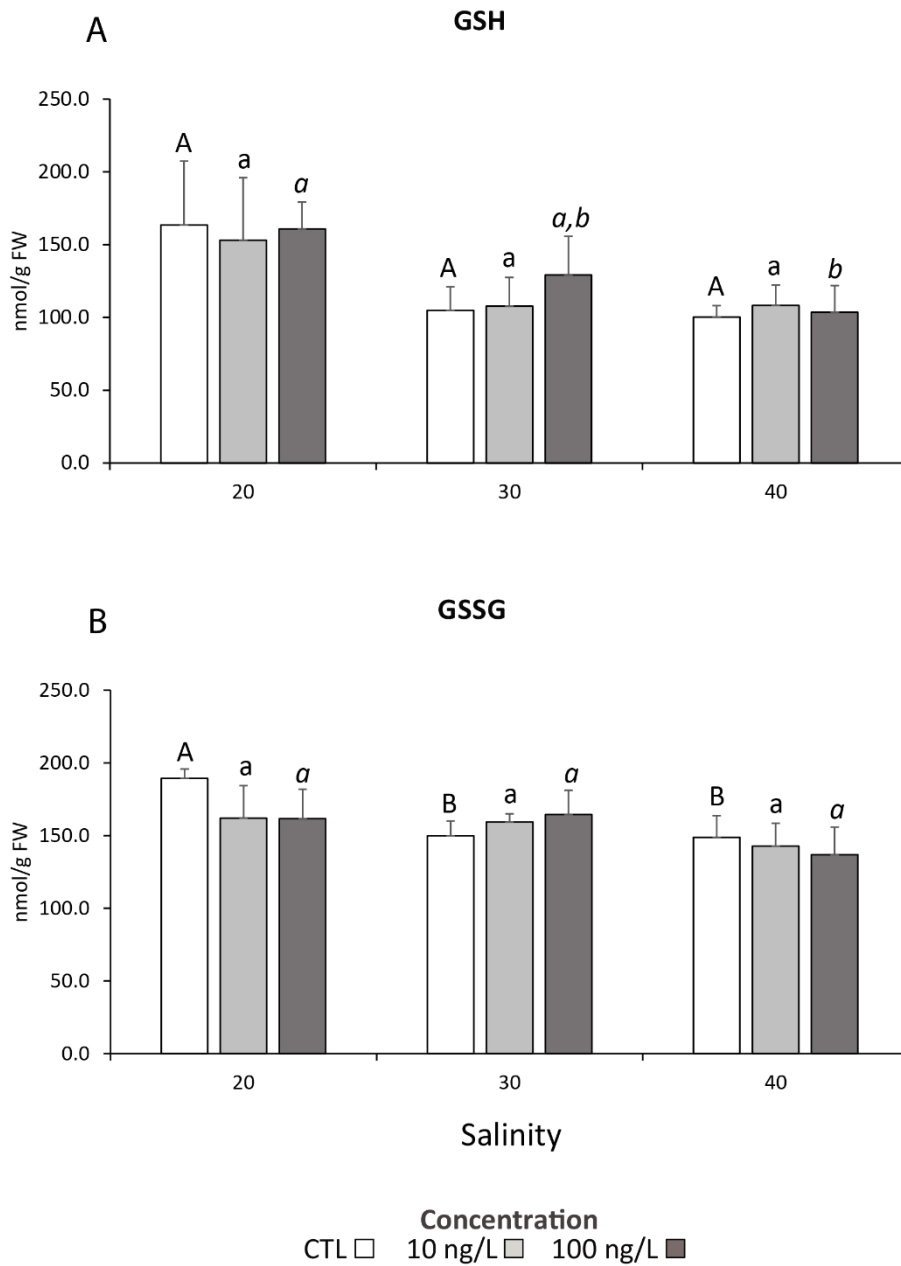 A
GSH
nmol/g FW
250.0
200.0
150.0
100.0
50.0
0.0
A a a
A a a,b
A a b
20 30 40
B
GSSG
nmol/g FW
250.0
200.0
150.0
100.0
50.0
0.0
A a a
B a a
B a a
20 30 40
Salinity
Concentration
CTL 10 ng/L 100 ng/L